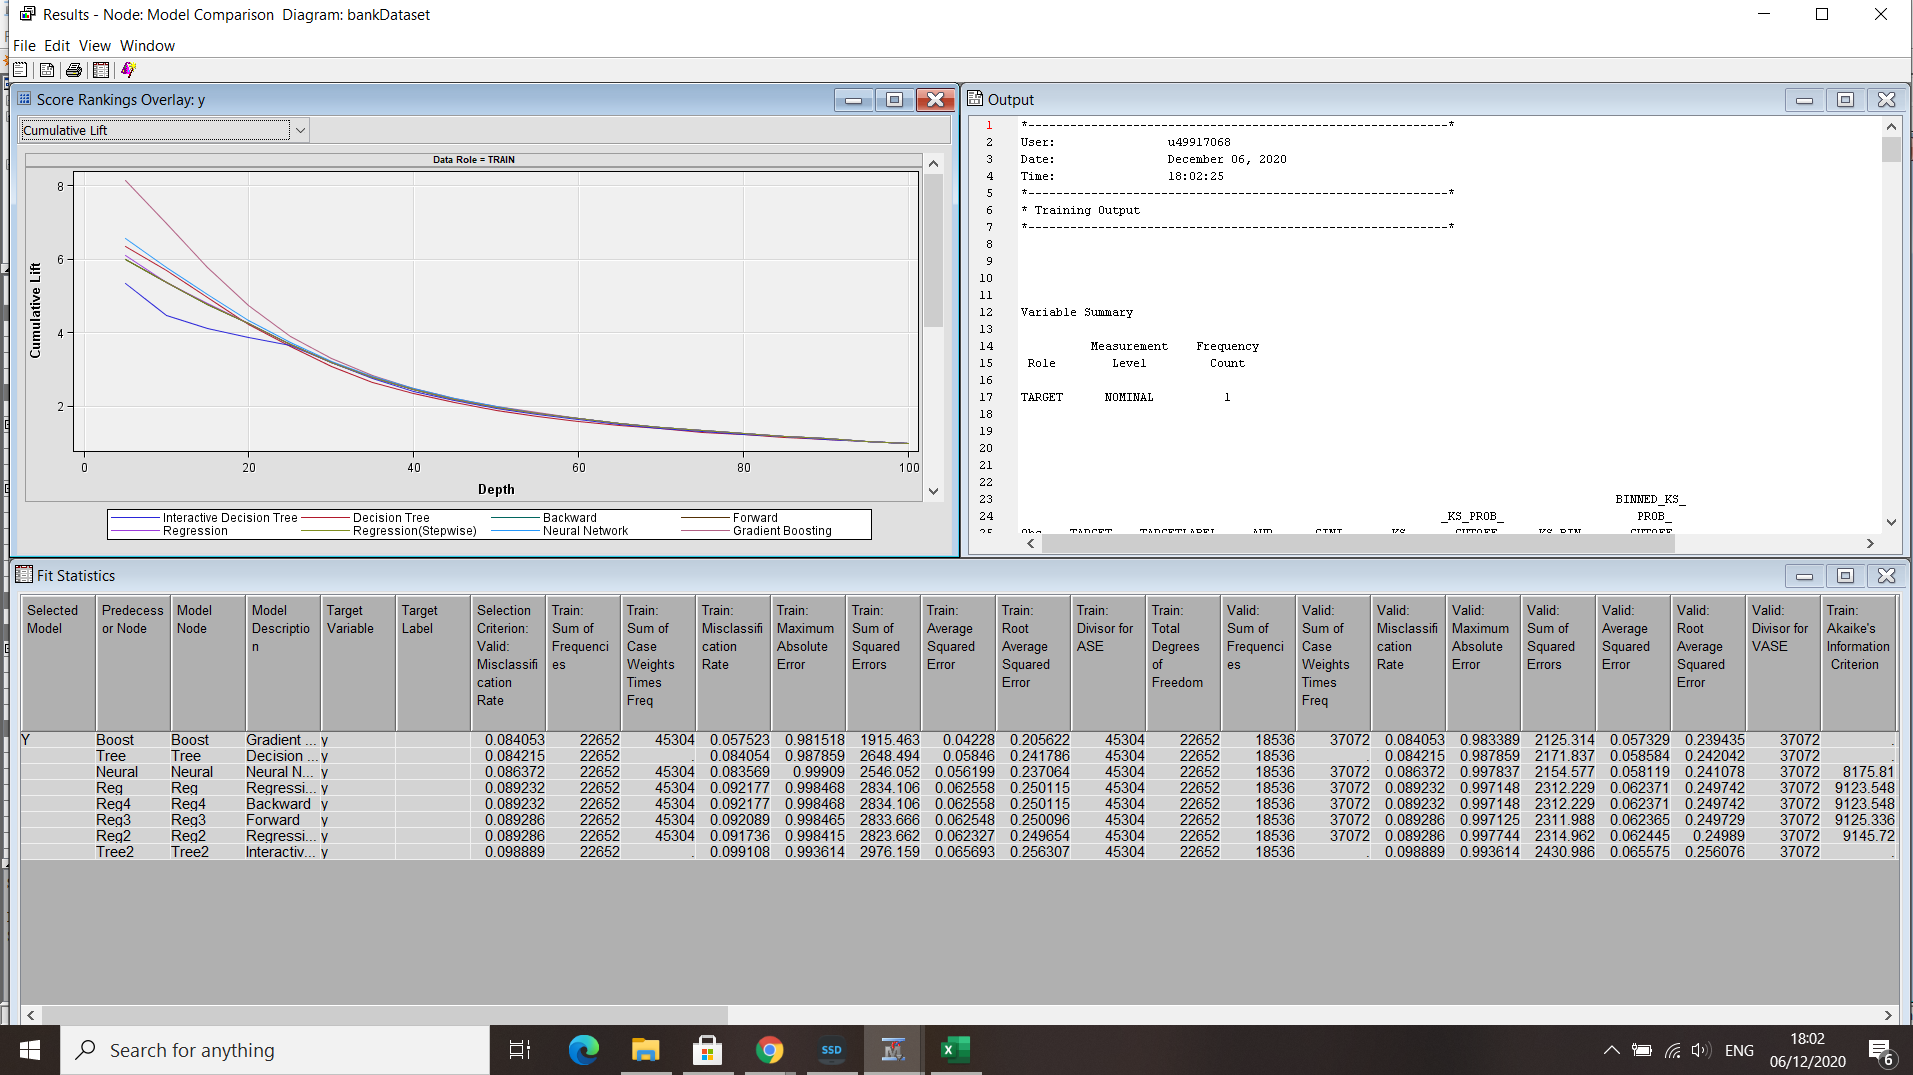 Results - Node: Model Comparison  Diagram: bankDataset
File Edit View Window
Score Rankings Overlay: y
Cumulative Lift
Data Role = TRAIN
Cumulative Lift
8
6
4
2
0 20 40 60 80 100
Depth
Interactive Decision Tree Decision Tree Backward Forward
Regression Regression(Stepwise) Neural Network Gradient Boosting
Output
1 *------------------------------------------------------------*
2 User: u49917068
3 Date: December 06, 2020
4 Time: 18:02:25
5 *------------------------------------------------------------*
6 * Training Output
7 *------------------------------------------------------------*
8
9
10
11
12 Variable Summary
13
14 Measurement Frequency
15 Role Level Count
16
17 TARGET NOMINAL 1
18
19
20
21
22
23 BINNED_KS_
24 _KS_PROB_ PROB_
25 Obs TARGET TARGETLABEL _AUR_ _GINI_ _KS_ CUTOFF _KS_BIN_ CUTOFF
Fit Statistics
Selected Model Predecess or Node Model Node Model Descriptio n Target Variable Target Label Selection Criterion: Valid: Misclassifi cation Rate Train: Sum of Frequenci es Train: Sum of Case Weights Times Freq Train: Misclassifi cation Rate Train: Maximum Absolute Error Train: Sum of Squared Errors Train: Average Squared Error Train: Root Average Squared Error Train: Divisor for ASE Train: Total Degrees of Freedom Valid: Sum of Frequenci es Valid: Sum of Case Weights Times Freq Valid: Misclassifi cation Rate Valid: Maximum Absolute Error Valid: Sum of Squared Errors Valid: Average Squared Error Valid: Root Average Squared Error Valid: Divisor for VASE Train: Akaike's Information Criterion
Y Boost Boost Gradient ... y 0.084053 22652 45304 0.057523 0.981518 1915.463 0.04228 0.205622 45304 22652 18536 37072 0.084053 0.983389 2125.314 0.057329 0.239435 37072 .
Tree Tree Decision ... y 0.084215 22652 . 0.084054 0.987859 2648.494 0.05846 0.241786 45304 22652 18536 . 0.084215 0.987859 2171.837 0.058584 0.242042 37072 .
Neural Neural Neural N... y 0.086372 22652 45304 0.083569 0.99909 2546.052 0.056199 0.237064 45304 22652 18536 37072 0.086372 0.997837 2154.577 0.058119 0.241078 37072 8175.81
Reg Reg Regressi... y 0.089232 22652 45304 0.092177 0.998468 2834.106 0.062558 0.250115 45304 22652 18536 37072 0.089232 0.997148 2312.229 0.062371 0.249742 37072 9123.548
Reg4 Reg4 Backward y 0.089232 22652 45304 0.092177 0.998468 2834.106 0.062558 0.250115 45304 22652 18536 37072 0.089232 0.997148 2312.229 0.062371 0.249742 37072 9123.548
Reg3 Reg3 Forward y 0.089286 22652 45304 0.092089 0.998465 2833.666 0.062548 0.250096 45304 22652 18536 37072 0.089286 0.997125 2311.988 0.062365 0.249729 37072 9125.336
Reg2 Reg2 Regressi... y 0.089286 22652 45304 0.091736 0.998415 2823.662 0.062327 0.249654 45304 22652 18536 37072 0.089286 0.997744 2314.962 0.062445 0.24989 37072 9145.72
Tree2 Tree2 Interactiv... y 0.098889 22652 . 0.099108 0.993614 2976.159 0.065693 0.256307 45304 22652 18536 . 0.098889 0.993614 2430.986 0.065575 0.256076 37072 .
Search for anything
SSD
ENG
18:02
06/12/2020
6